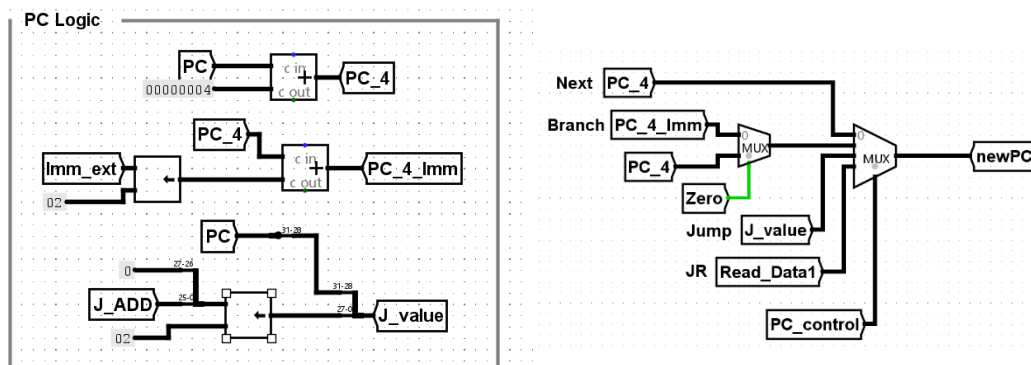 PC Logic
PC
00000004
c in
+
c out
PC_4
PC_4
Imm_ext
02
c in
+
c out
PC_4_Imm
PC
31-28
0
27-26
J_ADD
25-0
02
31-28
27-0
J_value
Next
PC_4
Branch
PC_4_Imm
PC_4
0
MUX
Zero
0
MUX
newPC
Jump
J_value
JR
Read_Data1
PC_control